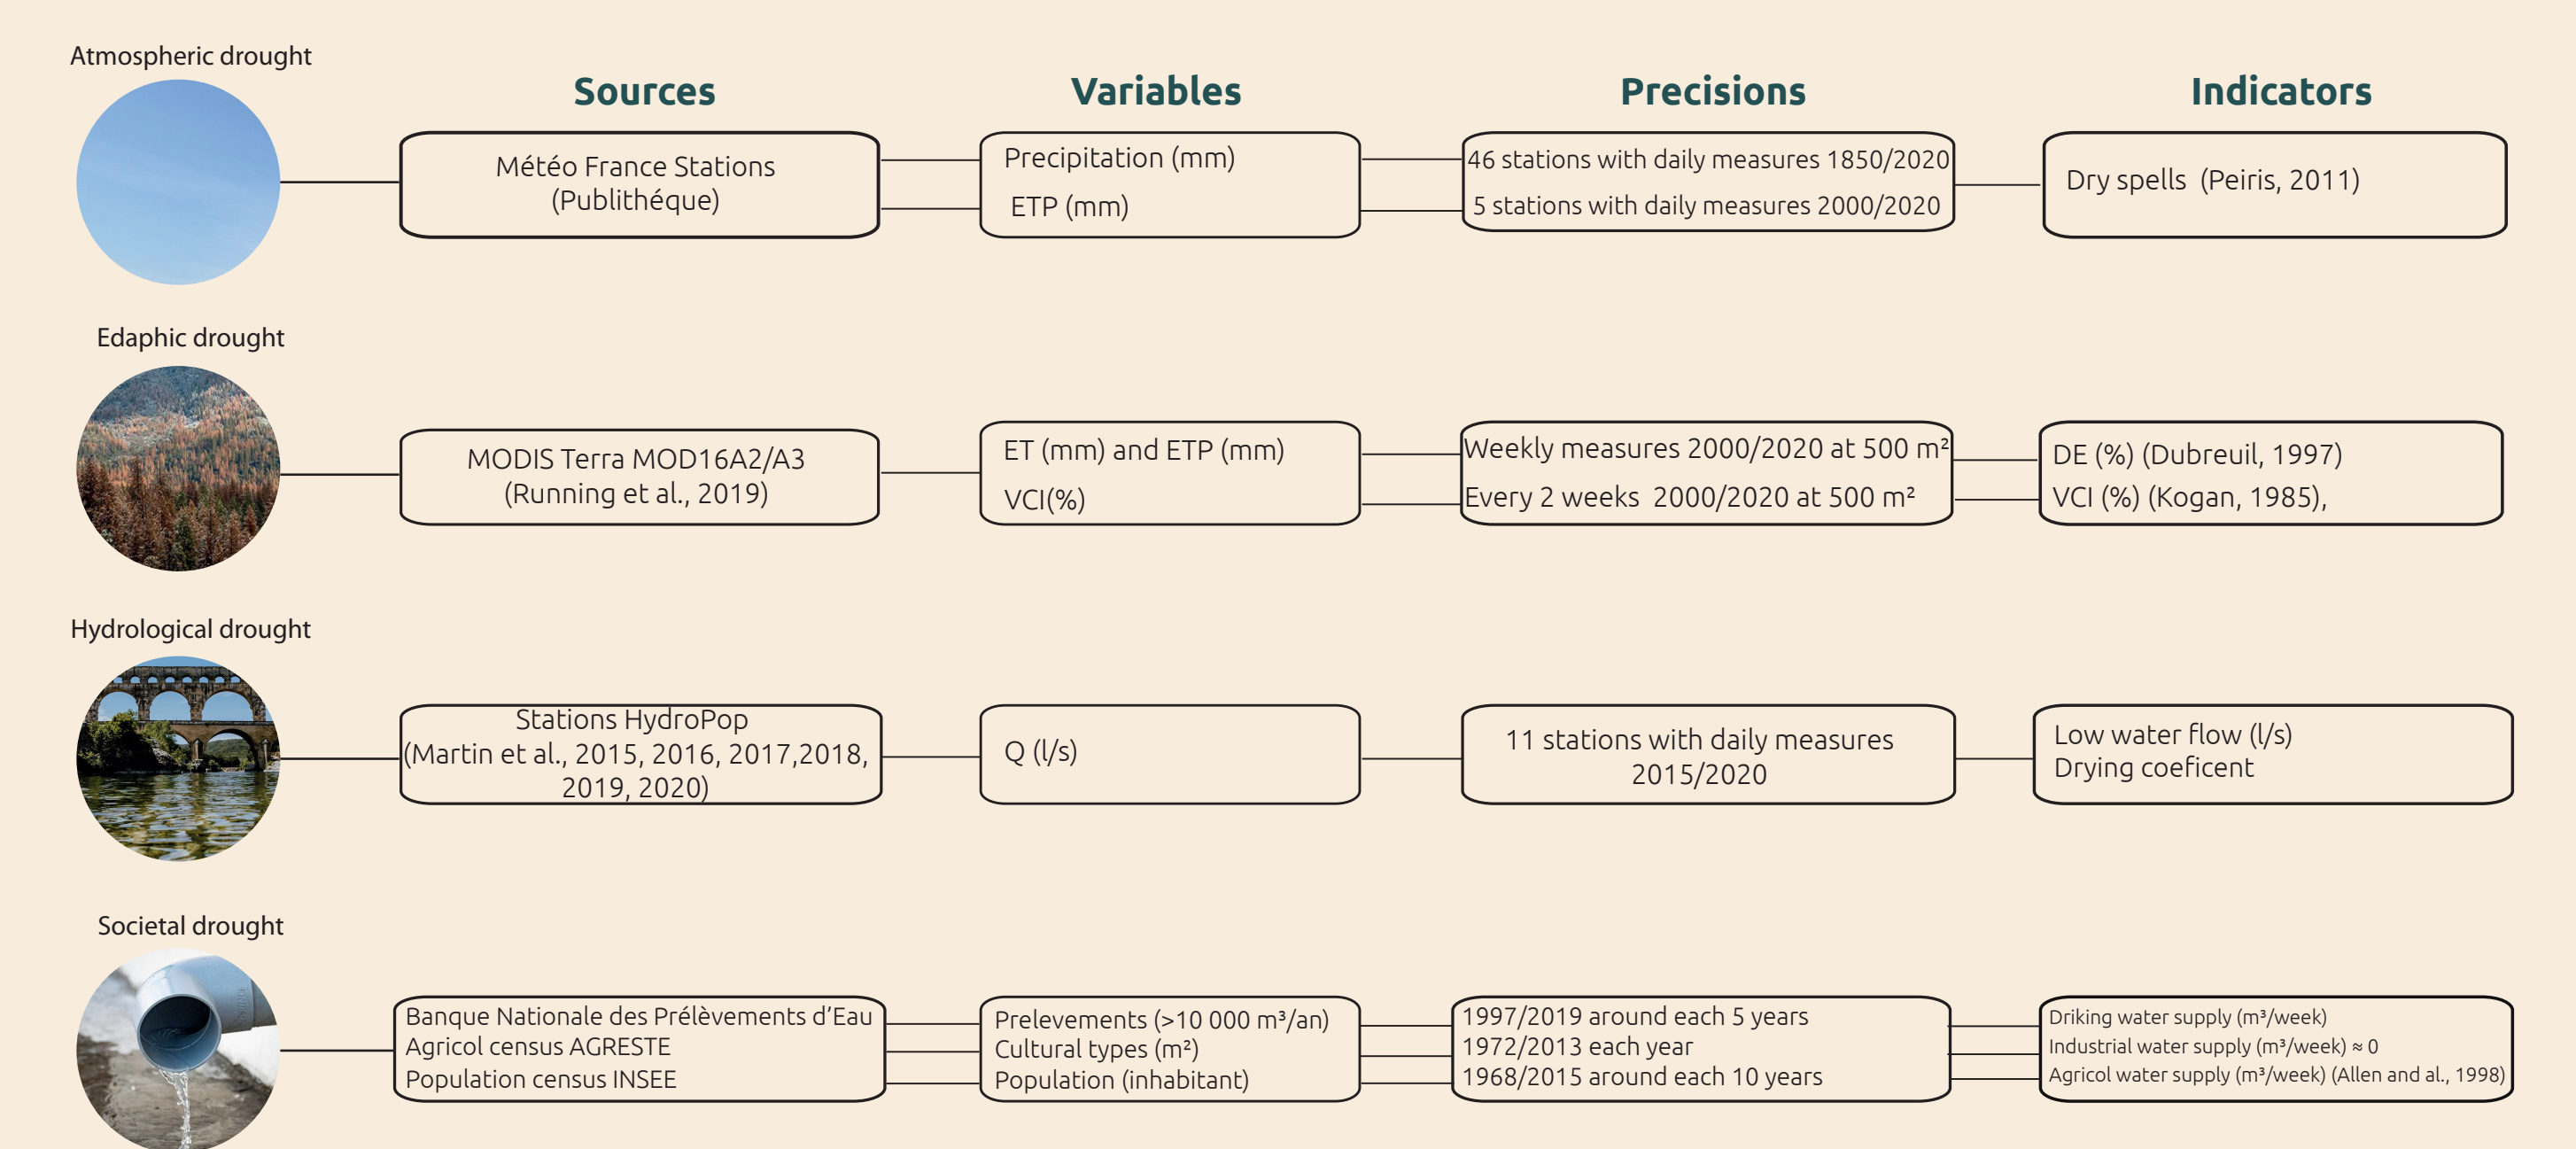 Atmospheric drought
Sources
Variables
Precisions
Indicators
Météo France Stations
(Publithéque)
Precipitation (mm)
ETP (mm)
46 stations with daily measures 1850/2020
5 stations with daily measures 2000/2020
Dry spells (Peiris, 2011)
Edaphic drought
MODIS Terra MOD16A2/A3
(Running et al., 2019)
ET (mm) and ETP (mm)
VCI(%)
Weekly measures 2000/2020 at 500 m²
Every 2 weeks 2000/2020 at 500 m²
DE (%) (Dubreuil, 1997)
VCI (%) (Kogan, 1985),
Hydrological drought
Stations HydroPop
(Martin et al., 2015, 2016, 2017,2018,
2019, 2020)
Q (l/s)
11 stations with daily measures
2015/2020
Low water flow (l/s)
Drying coeficent
Societal drought
Banque Nationale des Prélèvements d’Eau
Agricol census AGRESTE
Population census INSEE
Prelevements (>10 000 m³/an)
Cultural types (m²)
Population (inhabitant)
1997/2019 around each 5 years
1972/2013 each year
1968/2015 around each 10 years
Driking water supply (m³/week)
Industrial water supply (m³/week) ≈ 0
Agricol water supply (m³/week) (Allen and al., 1998)